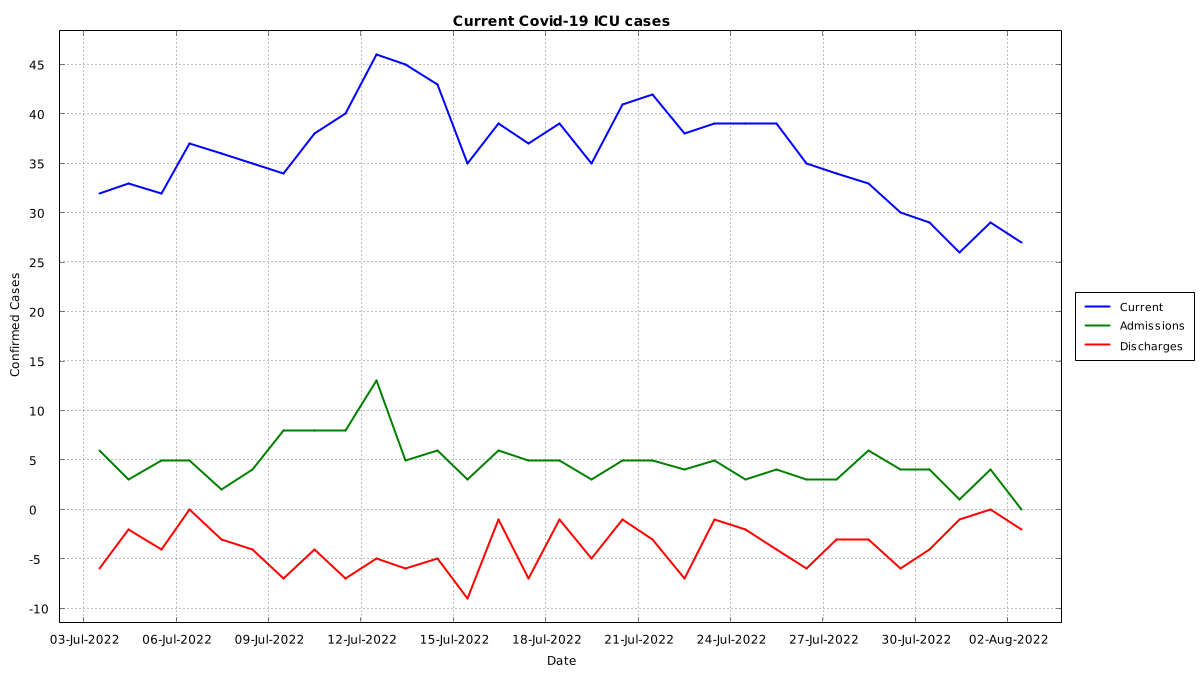 Current Covid-19 ICU cases
45
40
35
30
25
20
15
10
5
0
-5
-10
Confirmed Cases
03-Jul-2022 06-Jul-2022 09-Jul-2022 12-Jul-2022 15-Jul-2022 18-Jul-2022 21-Jul-2022 24-Jul-2022 27-Jul-2022 30-Jul-2022 02-Aug-2022
Date
Current
Admissions
Discharges